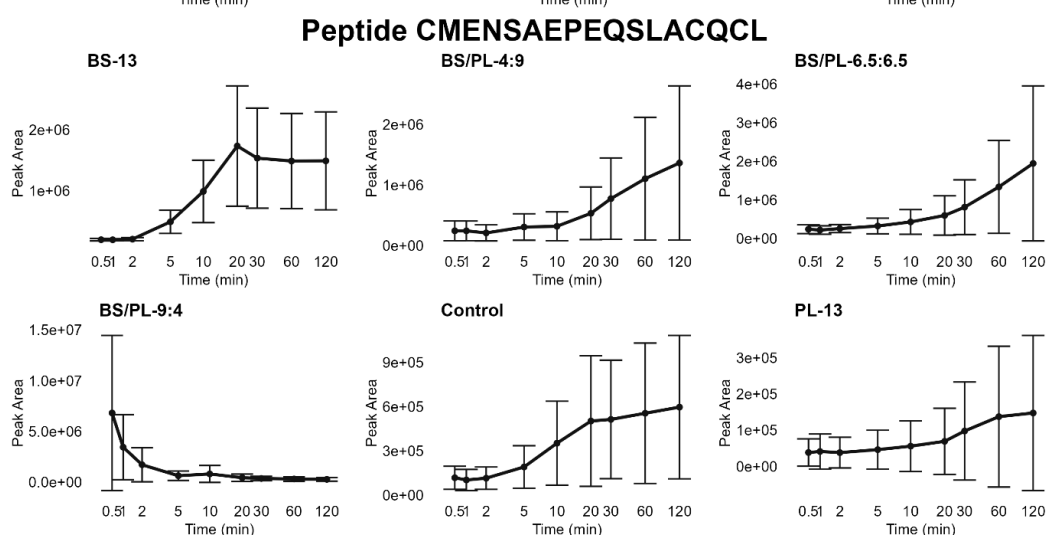 Time (min) Time (min) Time (min)
Peptide CMENSAEPEQSLACQCL
BS-13 BS/PL-4:9 BS/PL-6.5:6.5
Peak Area
2e+06
1e+06
0.51 2 5 10 20 30 60 120
Time (min)
Peak Area
2e+06
1e+06
0e+00
0.51 2 5 10 20 30 60 120
Time (min)
Peak Area
4e+06
3e+06
2e+06
1e+06
0e+00
0.51 2 5 10 20 30 60 120
Time (min)
BS/PL-9:4 Control PL-13
Peak Area
1.5e+07
1.0e+07
5.0e+06
0.0e+00
0.51 2 5 10 20 30 60 120
Time (min)
Peak Area
9e+05
6e+05
3e+05
0e+00
0.51 2 5 10 20 30 60 120
Time (min)
Peak Area
3e+05
2e+05
1e+05
0e+00
0.51 2 5 10 20 30 60 120
Time (min)